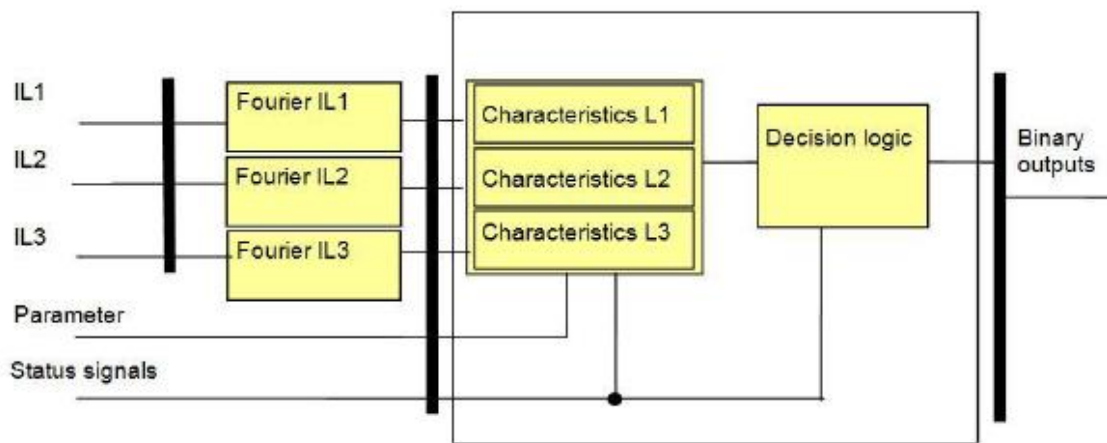 IL1
IL2
IL3
Parameter
Status signals
Fourier IL1
Fourier IL2
Fourier IL3
Characteristics L1
Characteristics L2
Characteristics L3
Decision logic
Binary
outputs